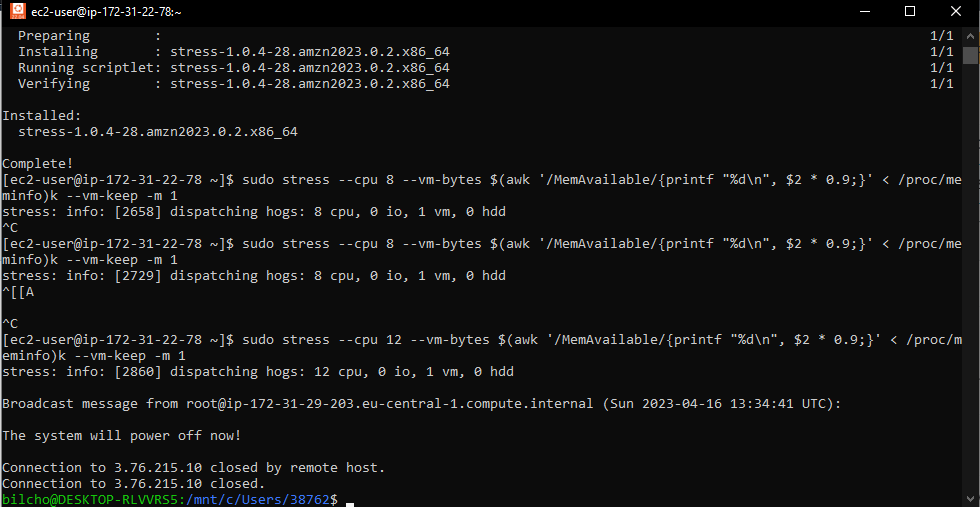 ec2-user@ip-172-31-22-78:~
  Preparing        :                                                                                                1/1
  Installing       : stress-1.0.4-28.amzn2023.0.2.x86_64                                                            1/1
  Running scriptlet: stress-1.0.4-28.amzn2023.0.2.x86_64                                                            1/1
  Verifying        : stress-1.0.4-28.amzn2023.0.2.x86_64                                                            1/1
Installed:
  stress-1.0.4-28.amzn2023.0.2.x86_64
Complete!
[ec2-user@ip-172-31-22-78 ~]$ sudo stress --cpu 8 --vm-bytes $(awk '/MemAvailable/{printf "%d\n", $2 * 0.9;}' < /proc/me
minfo)k --vm-keep -m 1
stress: info: [2658] dispatching hogs: 8 cpu, 0 io, 1 vm, 0 hdd
^C
[ec2-user@ip-172-31-22-78 ~]$ sudo stress --cpu 8 --vm-bytes $(awk '/MemAvailable/{printf "%d\n", $2 * 0.9;}' < /proc/me
minfo)k --vm-keep -m 1
stress: info: [2729] dispatching hogs: 8 cpu, 0 io, 1 vm, 0 hdd
^[[A
^C
[ec2-user@ip-172-31-22-78 ~]$ sudo stress --cpu 12 --vm-bytes $(awk '/MemAvailable/{printf "%d\n", $2 * 0.9;}' < /proc/m
eminfo)k --vm-keep -m 1
stress: info: [2860] dispatching hogs: 12 cpu, 0 io, 1 vm, 0 hdd
Broadcast message from root@ip-172-31-29-203.eu-central-1.compute.internal (Sun 2023-04-16 13:34:41 UTC):
The system will power off now!
Connection to 3.76.215.10 closed by remote host.
Connection to 3.76.215.10 closed.
bilcho@DESKTOP-RLVVRS5:/mnt/c/Users/38762$